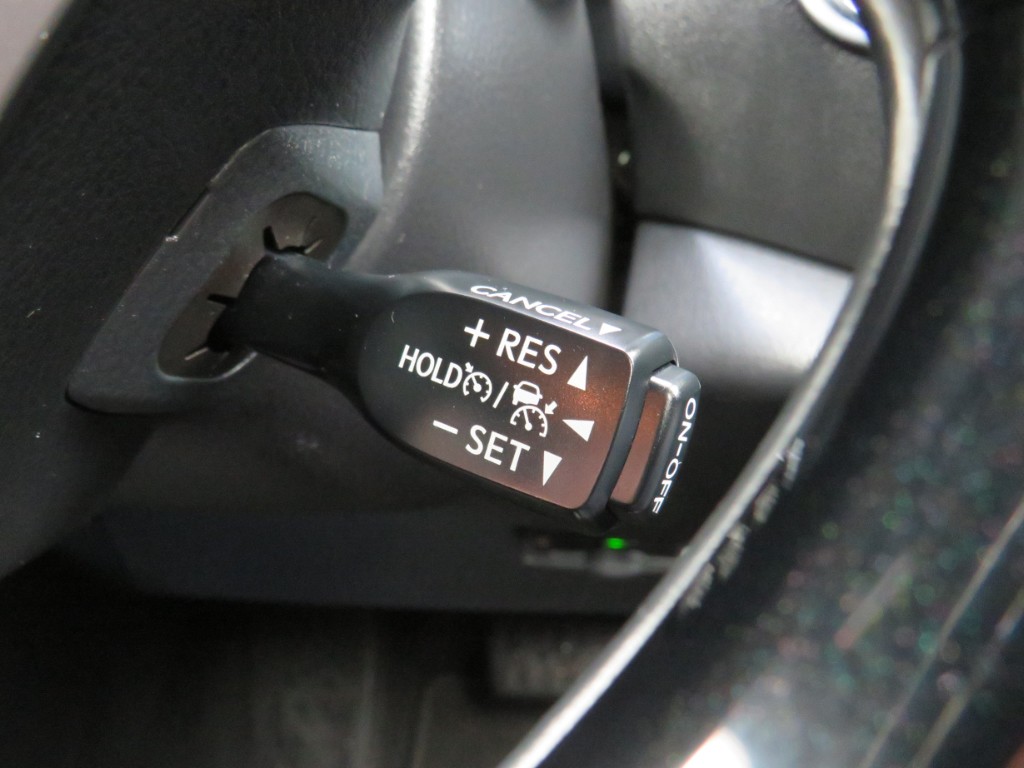 CANCEL▼
+ RES ▲
HOLD / ◀
− SET ▼
ON-OFF